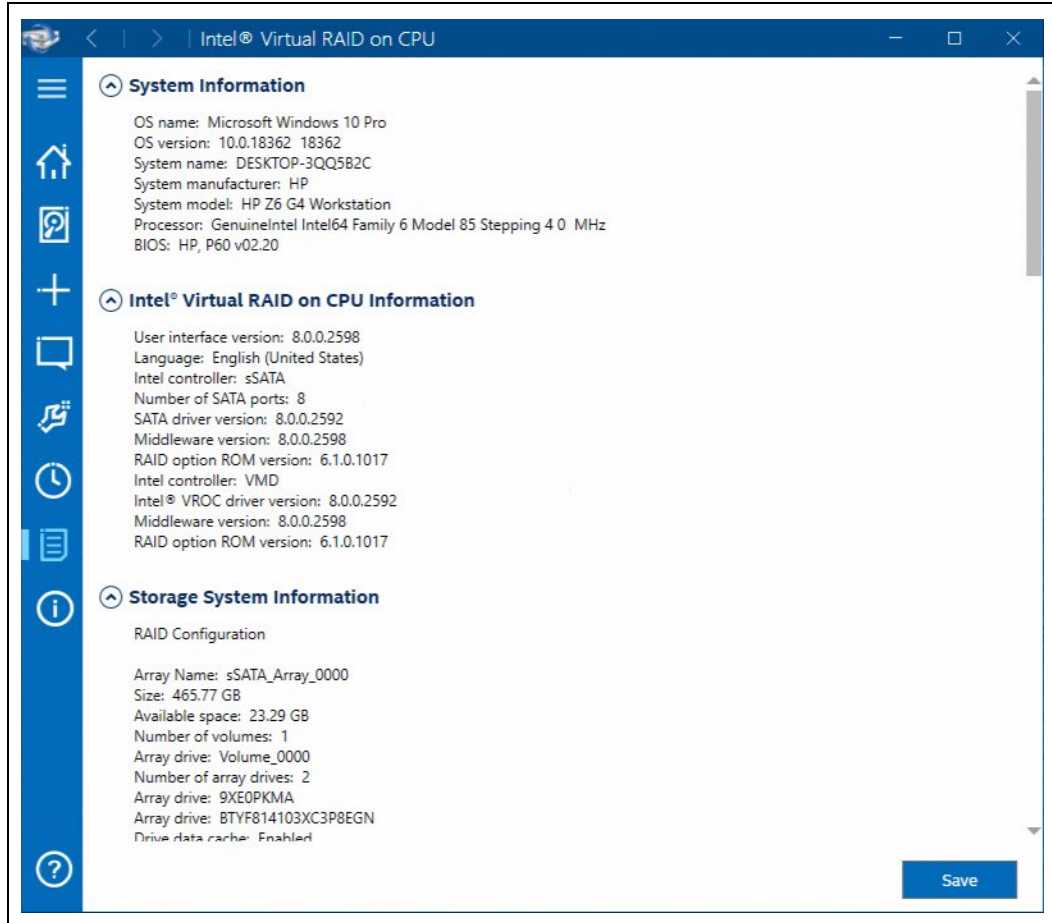 Intel® Virtual RAID on CPU
System Information
OS name: Microsoft Windows 10 Pro
OS version: 10.0.18362 18362
System name: DESKTOP-3QQ5B2C
System manufacturer: HP
System model: HP Z6 G4 Workstation
Processor: GenuineIntel Intel64 Family 6 Model 85 Stepping 4 0 MHz
BIOS: HP, P60 v02.20
Intel® Virtual RAID on CPU Information
User interface version: 8.0.0.2598
Language: English (United States)
Intel controller: sSATA
Number of SATA ports: 8
SATA driver version: 8.0.0.2592
Middleware version: 8.0.0.2598
RAID option ROM version: 6.1.0.1017
Intel controller: VMD
Intel® VROC driver version: 8.0.0.2592
Middleware version: 8.0.0.2598
RAID option ROM version: 6.1.0.1017
Storage System Information
RAID Configuration
Array Name: sSATA_Array_0000
Size: 465.77 GB
Available space: 23.29 GB
Number of volumes: 1
Array drive: Volume_0000
Number of array drives: 2
Array drive: 9XE0PKMA
Array drive: BTYF814103XC3P8EGN
Drive data cache: Enabled
Save